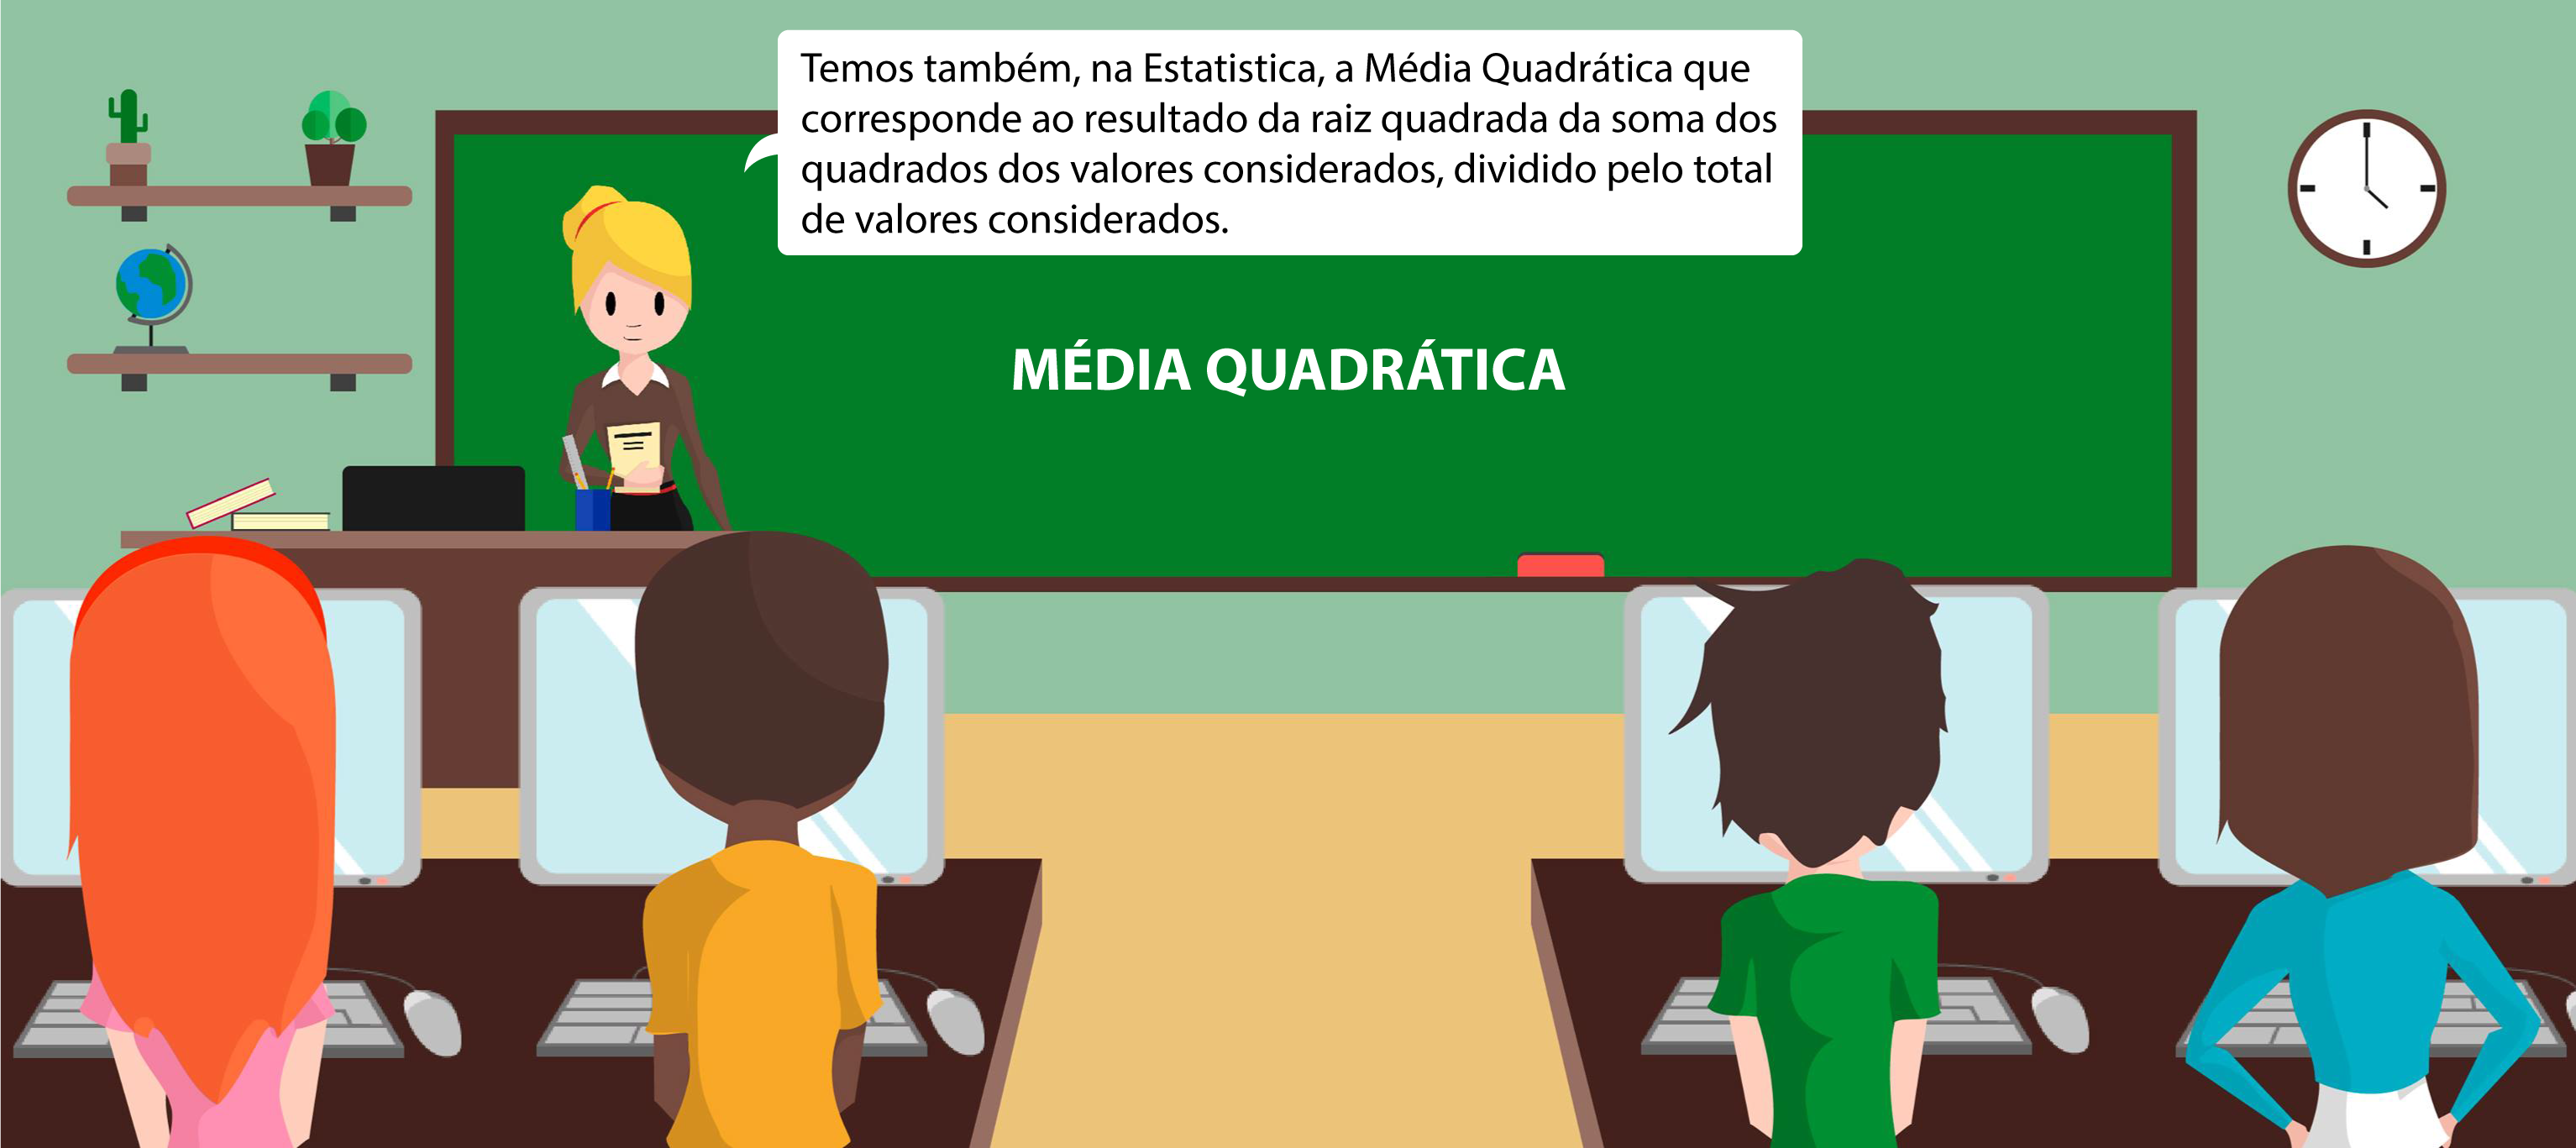 Temos também, na Estatistica, a Média Quadrática que
corresponde ao resultado da raiz quadrada da soma dos
quadrados dos valores considerados, dividido pelo total
de valores considerados.
MÉDIA QUADRÁTICA